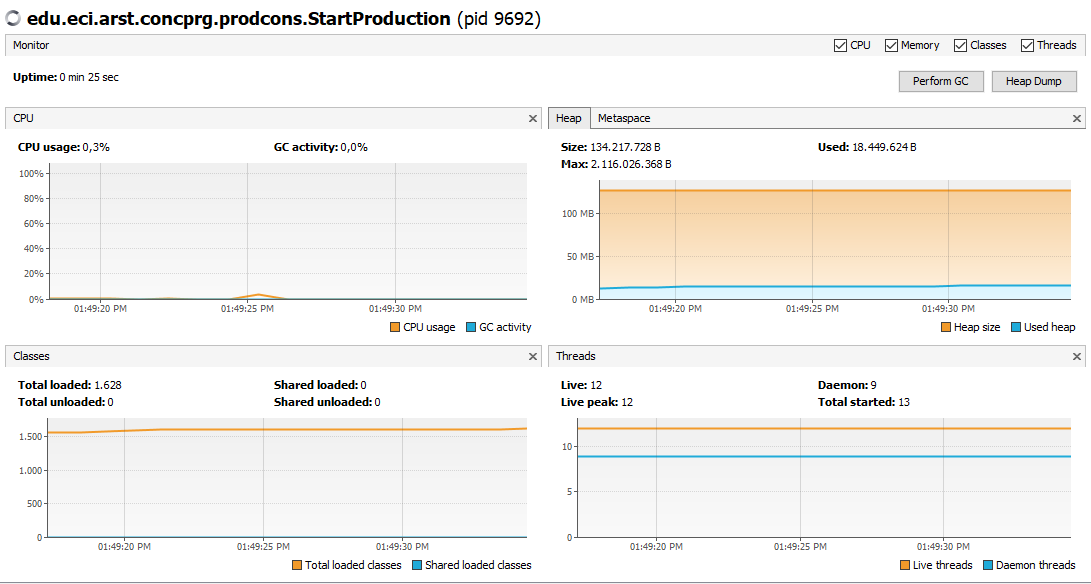 edu.eci.arst.concprg.prodcons.StartProduction (pid 9692)
Monitor
CPU Memory Classes Threads
Uptime: 0 min 25 sec
Perform GC Heap Dump
CPU
CPU usage: 0,3% GC activity: 0,0%
100%
80%
60%
40%
20%
0%
01:49:20 PM 01:49:25 PM 01:49:30 PM
CPU usage GC activity
Heap Metaspace
Size: 134.217.728 B Used: 18.449.624 B
Max: 2.116.026.368 B
100 MB
50 MB
0 MB
01:49:20 PM 01:49:25 PM 01:49:30 PM
Heap size Used heap
Classes
Total loaded: 1.628 Shared loaded: 0
Total unloaded: 0 Shared unloaded: 0
1.500
1.000
500
0
01:49:20 PM 01:49:25 PM 01:49:30 PM
Total loaded classes Shared loaded classes
Threads
Live: 12 Daemon: 9
Live peak: 12 Total started: 13
10
5
0
01:49:20 PM 01:49:25 PM 01:49:30 PM
Live threads Daemon threads